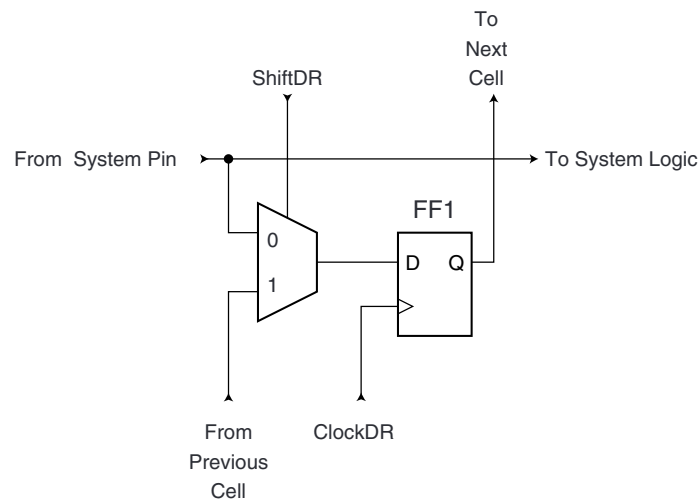 To
Next
Cell
ShiftDR
From System Pin
To System Logic
FF1
0
D Q
1
From
Previous
Cell
ClockDR